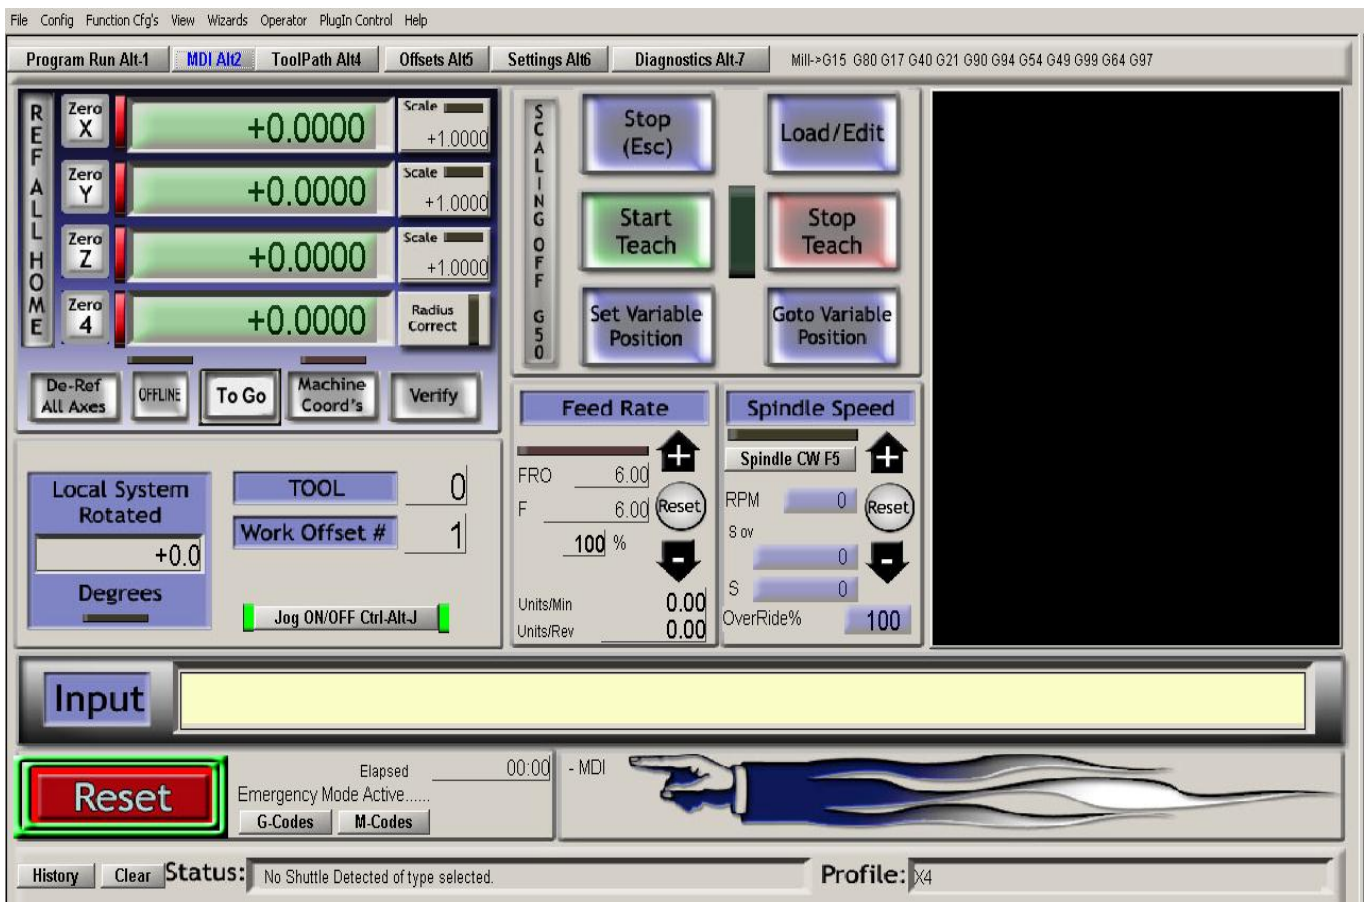 File Config Function Cfg's View Wizards Operator PlugIn Control Help
Program Run Alt-1 MDI Alt2 ToolPath Alt4 Offsets Alt5 Settings Alt6 Diagnostics Alt-7 Mill->G15 G80 G17 G40 G21 G90 G94 G54 G49 G99 G64 G97
REF ALL HOME
Zero X +0.0000 Scale +1.0000
Zero Y +0.0000 Scale +1.0000
Zero Z +0.0000 Scale +1.0000
Zero 4 +0.0000 Radius Correct
De-Ref All Axes OFFLINE To Go Machine Coord's Verify
SCALING OFF G50
Stop (Esc) Load/Edit
Start Teach Stop Teach
Set Variable Position Goto Variable Position
Local System Rotated
+0.0
Degrees
TOOL 0
Work Offset # 1
Jog ON/OFF Ctrl-Alt-J
Feed Rate
FRO 6.00
F 6.00 Reset
100 %
Units/Min 0.00
Units/Rev 0.00
Spindle Speed
Spindle CW F5
RPM 0 Reset
S ov
0
S 0
OverRide% 100
Input
Reset
Elapsed 00:00
Emergency Mode Active......
G-Codes M-Codes
- MDI
History Clear Status: No Shuttle Detected of type selected. Profile: X4